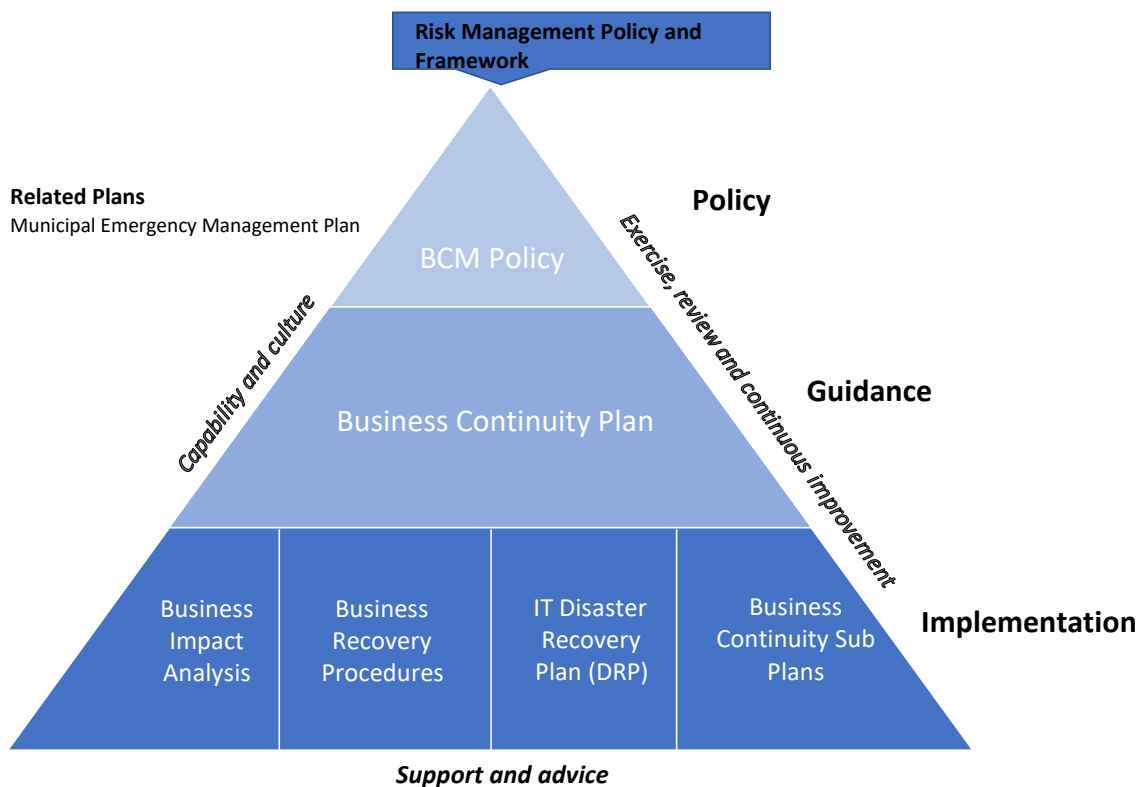 Risk Management Policy and
Framework
Related Plans
Municipal Emergency Management Plan
Policy
BCM Policy
Capability and culture
Exercise, review and continuous improvement
Guidance
Business Continuity Plan
Implementation
Business
Impact
Analysis
Business
Recovery
Procedures
IT Disaster
Recovery
Plan (DRP)
Business
Continuity Sub
Plans
Support and advice